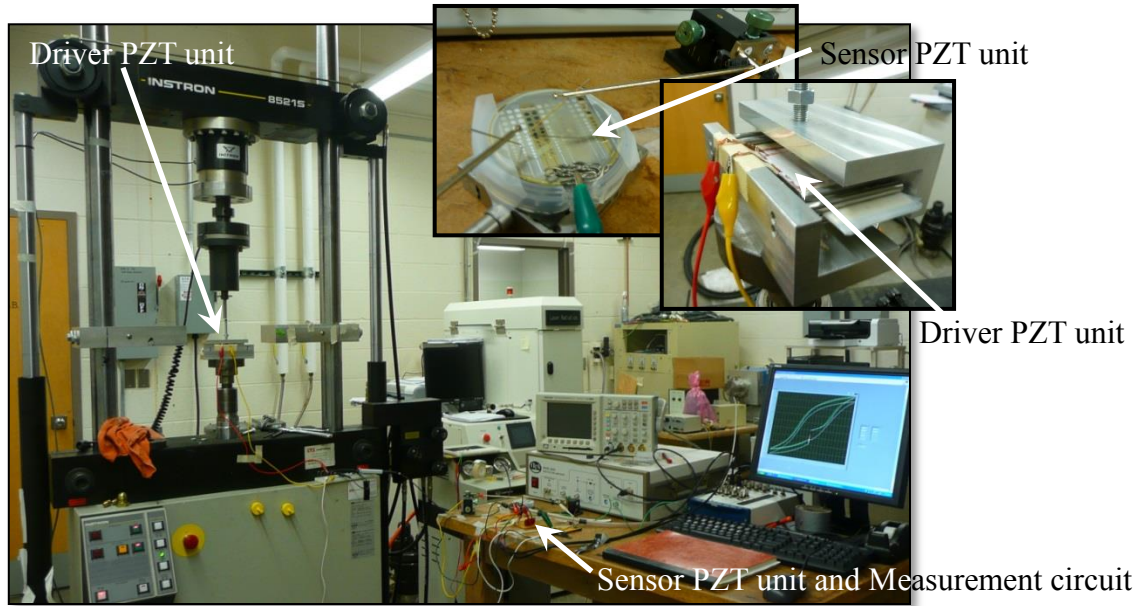 Driver PZT unit
Sensor PZT unit
INSTRON
8521S
Driver PZT unit
Sensor PZT unit and Measurement circuit